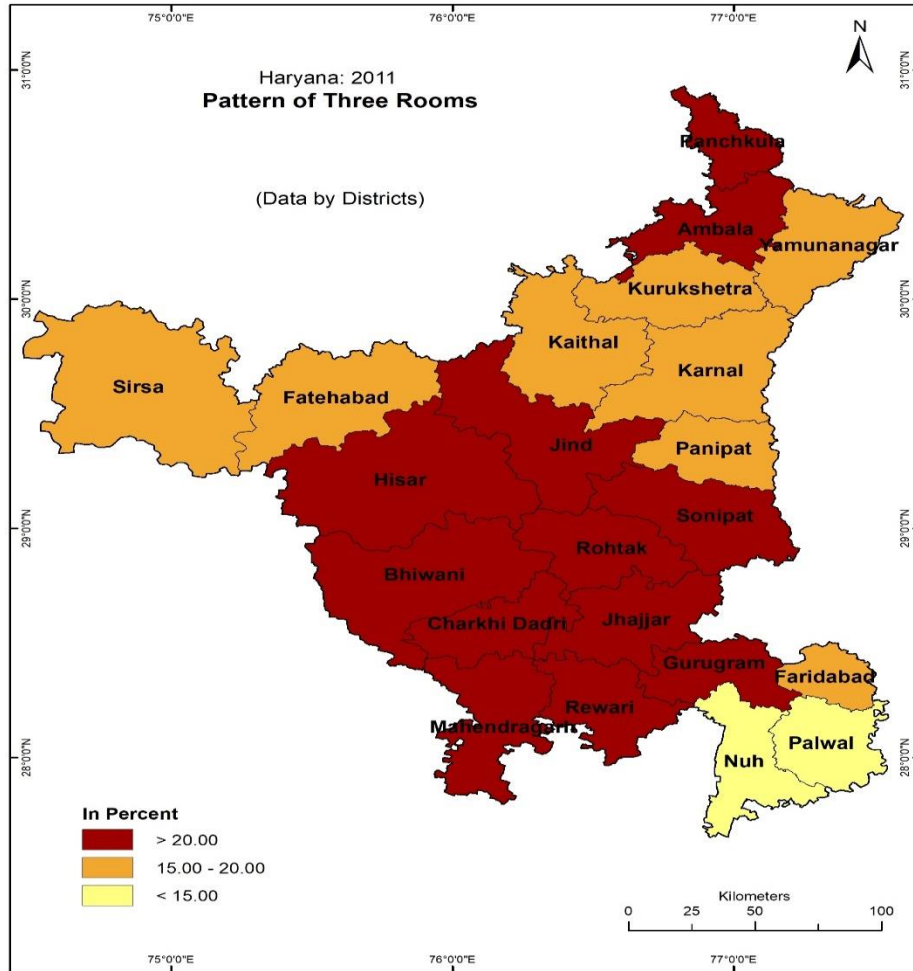 75°0'0"E 76°0'0"E 77°0'0"E
31°0'0"N
30°0'0"N
29°0'0"N
28°0'0"N
31°0'0"N
30°0'0"N
29°0'0"N
28°0'0"N
N
Haryana: 2011
Pattern of Three Rooms
(Data by Districts)
Panchkula
Ambala
Yamunanagar
Kurukshetra
Kaithal
Karnal
Sirsa
Fatehabad
Jind
Panipat
Hisar
Sonipat
Rohtak
Bhiwani
Charkhi Dadri
Jhajjar
Gurugram
Faridabad
Rewari
Mahendragarh
Palwal
Nuh
In Percent
> 20.00
15.00 - 20.00
< 15.00
Kilometers
0 25 50 100
75°0'0"E 76°0'0"E 77°0'0"E